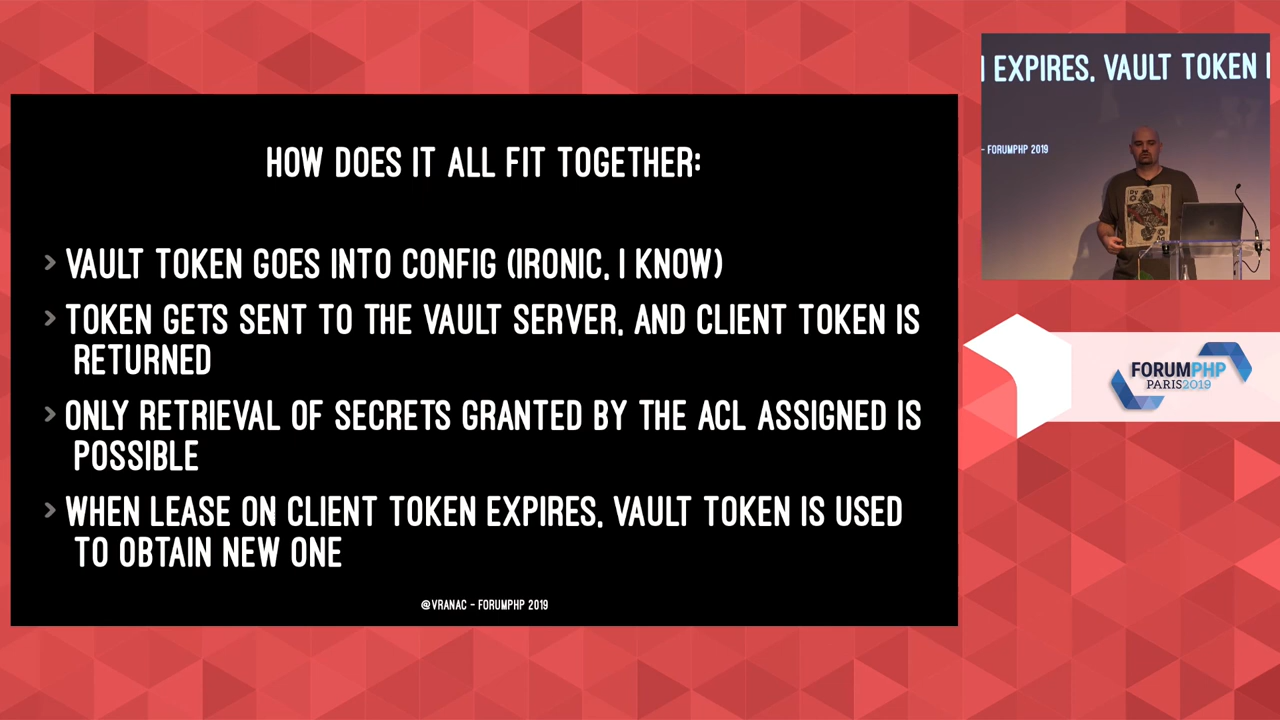 HOW DOES IT ALL FIT TOGETHER:
> VAULT TOKEN GOES INTO CONFIG (IRONIC, I KNOW)
> TOKEN GETS SENT TO THE VAULT SERVER, AND CLIENT TOKEN IS
RETURNED
> ONLY RETRIEVAL OF SECRETS GRANTED BY THE ACL ASSIGNED IS
POSSIBLE
> WHEN LEASE ON CLIENT TOKEN EXPIRES, VAULT TOKEN IS USED
TO OBTAIN NEW ONE
@VRANAC - FORUMPHP 2019
EXPIRES, VAULT TOKEN
- FORUMPHP 2019
FORUMPHP
PARIS2019